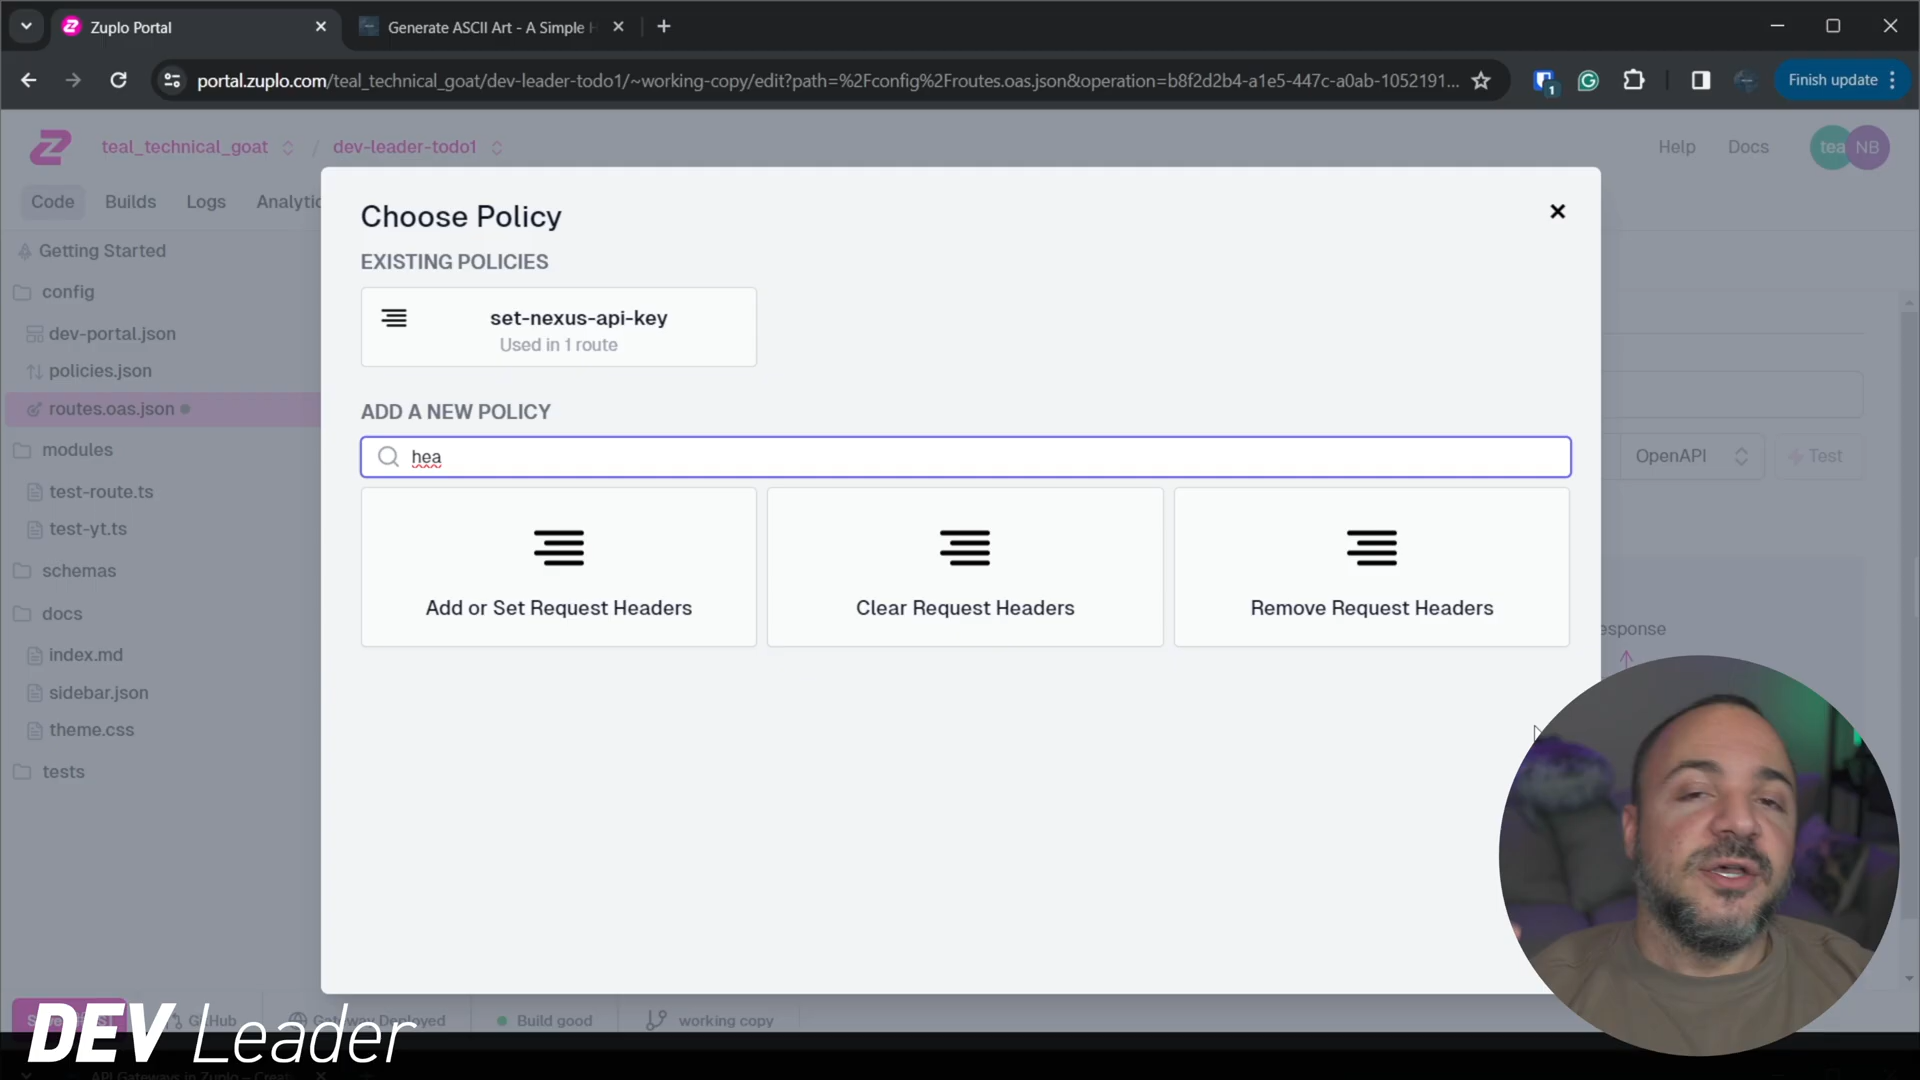 Zuplo Portal
Generate ASCII Art - A Simple H
portal.zuplo.com/teal_technical_goat/dev-leader-todo1/~working-copy/edit?path=%2Fconfig%2Froutes.oas.json&operation=b8f2d2b4-a1e5-447c-a0ab-1052191...
1
Finish update
teal_technical_goat / dev-leader-todo1
Help
Docs
tea
NB
Code
Builds
Logs
Analytic
Getting Started
config
dev-portal.json
policies.json
routes.oas.json
modules
test-route.ts
test-yt.ts
schemas
docs
index.md
sidebar.json
theme.css
tests
Choose Policy
EXISTING POLICIES
set-nexus-api-key
Used in 1 route
ADD A NEW POLICY
hea
Add or Set Request Headers
Clear Request Headers
Remove Request Headers
OpenAPI
Test
esponse
GitHub
Gateway Deployed
Build good
working copy
DEV Leader